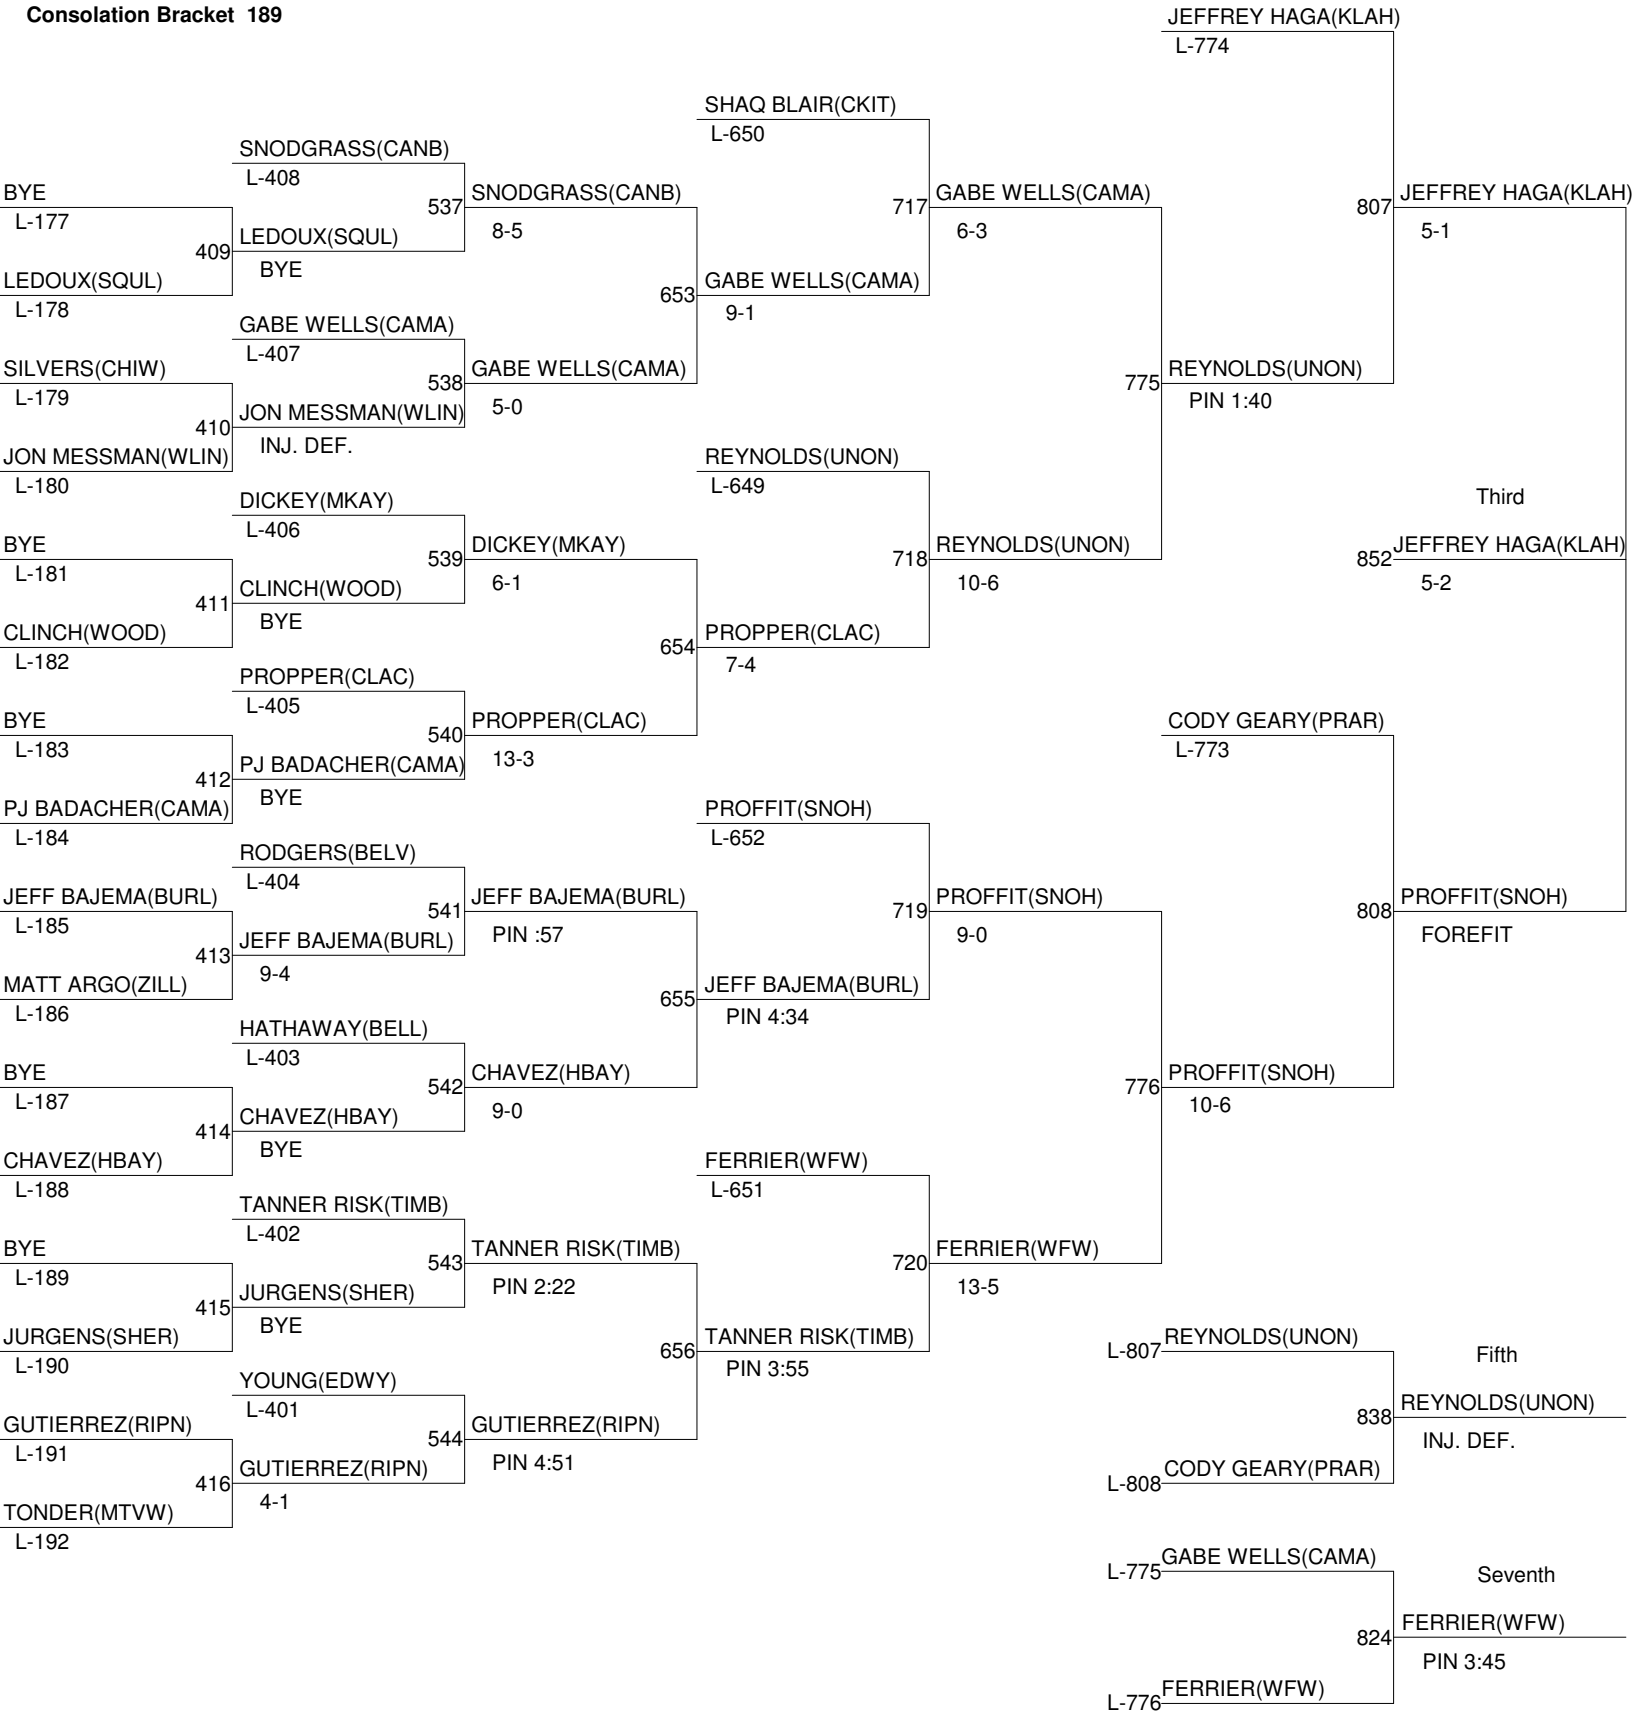 Consolation Bracket 189
BYE
L-177
LEDOUX(SQUL)
L-178
SILVERS(CHIW)
L-179
JON MESSMAN(WLIN)
L-180
BYE
L-181
CLINCH(WOOD)
L-182
BYE
L-183
PJ BADACHER(CAMA)
L-184
JEFF BAJEMA(BURL)
L-185
MATT ARGO(ZILL)
L-186
BYE
L-187
CHAVEZ(HBAY)
L-188
BYE
L-189
JURGENS(SHER)
L-190
GUTIERREZ(RIPN)
L-191
TONDER(MTVW)
L-192
SNODGRASS(CANB)
L-408
409
LEDOUX(SQUL)
BYE
GABE WELLS(CAMA)
L-407
410
JON MESSMAN(WLIN)
INJ. DEF.
DICKEY(MKAY)
L-406
411
CLINCH(WOOD)
BYE
PROPPER(CLAC)
L-405
412
PJ BADACHER(CAMA)
BYE
RODGERS(BELV)
L-404
413
JEFF BAJEMA(BURL)
9-4
HATHAWAY(BELL)
L-403
414
CHAVEZ(HBAY)
BYE
TANNER RISK(TIMB)
L-402
415
JURGENS(SHER)
BYE
YOUNG(EDWY)
L-401
416
GUTIERREZ(RIPN)
4-1
537
SNODGRASS(CANB)
8-5
538
GABE WELLS(CAMA)
5-0
539
DICKEY(MKAY)
6-1
540
PROPPER(CLAC)
13-3
541
JEFF BAJEMA(BURL)
PIN :57
542
CHAVEZ(HBAY)
9-0
543
TANNER RISK(TIMB)
PIN 2:22
544
GUTIERREZ(RIPN)
PIN 4:51
SHAQ BLAIR(CKIT)
L-650
653
GABE WELLS(CAMA)
9-1
REYNOLDS(UNON)
L-649
654
PROPPER(CLAC)
7-4
PROFFIT(SNOH)
L-652
655
JEFF BAJEMA(BURL)
PIN 4:34
FERRIER(WFW)
L-651
656
TANNER RISK(TIMB)
PIN 3:55
717
GABE WELLS(CAMA)
6-3
718
REYNOLDS(UNON)
10-6
719
PROFFIT(SNOH)
9-0
720
FERRIER(WFW)
13-5
JEFFREY HAGA(KLAH)
L-774
775
REYNOLDS(UNON)
PIN 1:40
CODY GEARY(PRAR)
L-773
776
PROFFIT(SNOH)
10-6
807
JEFFREY HAGA(KLAH)
5-1
Third
852
JEFFREY HAGA(KLAH)
5-2
808
PROFFIT(SNOH)
FOREFIT
L-807
REYNOLDS(UNON)
Fifth
838
REYNOLDS(UNON)
INJ. DEF.
L-808
CODY GEARY(PRAR)
L-775
GABE WELLS(CAMA)
Seventh
824
FERRIER(WFW)
PIN 3:45
L-776
FERRIER(WFW)